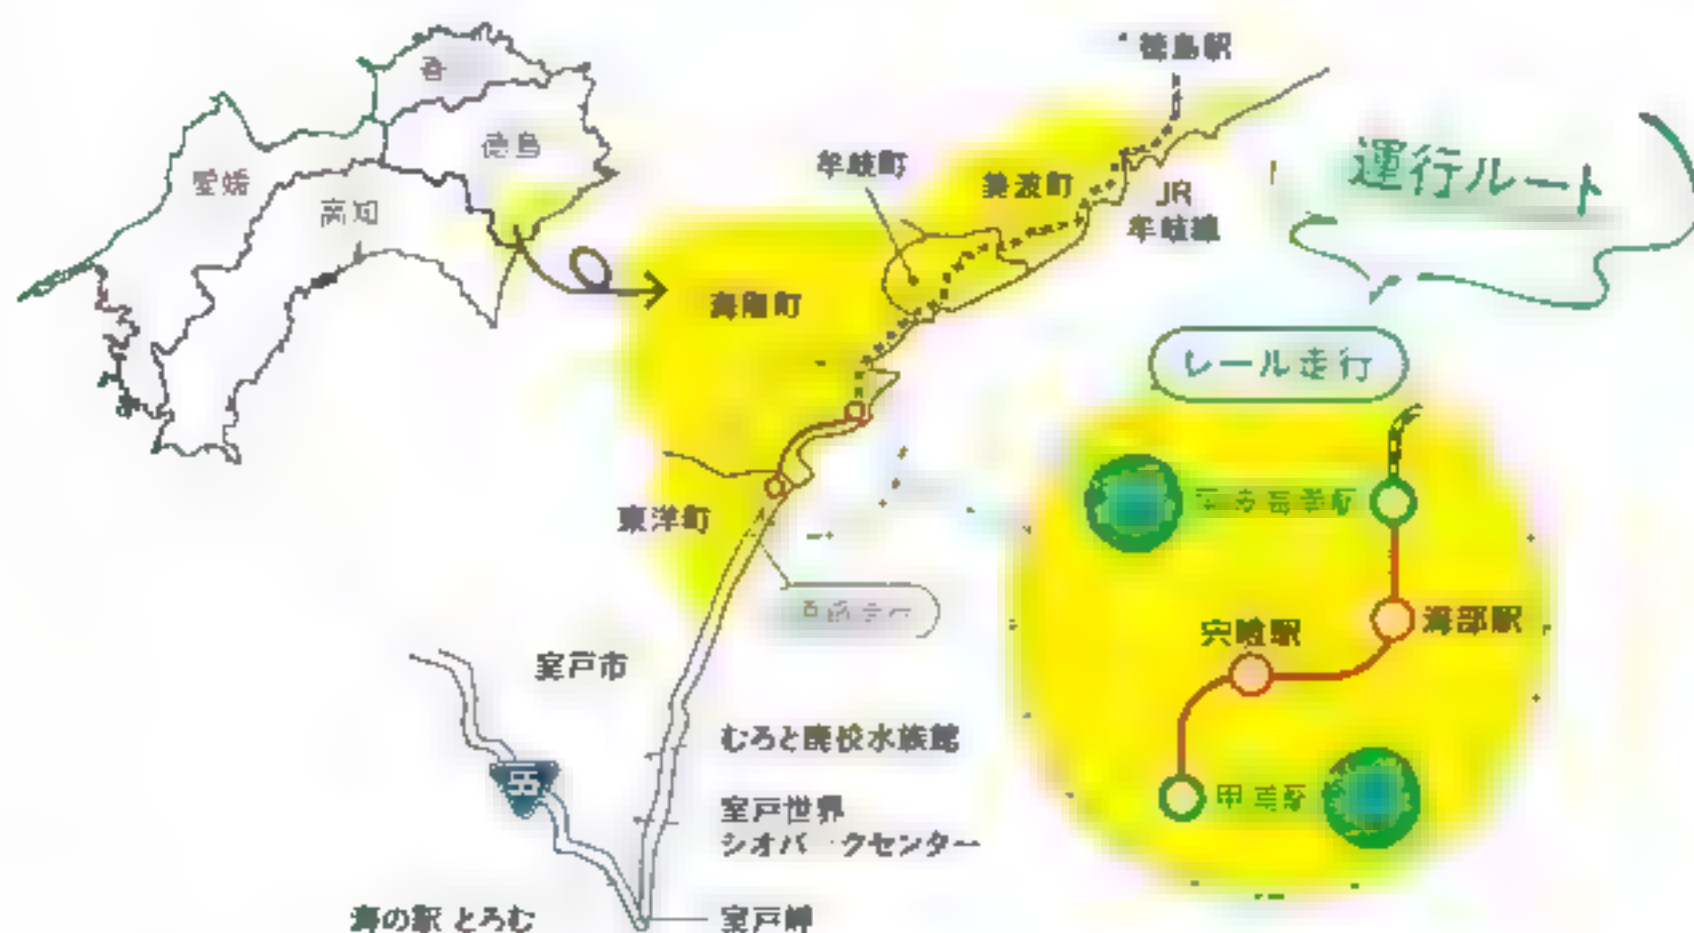 愛媛
徳島
高知
徳島駅
牟岐町
美波町
JR
牟岐線
運行ルート
海陽町
レール走行
東洋町
海部駅
宍喰駅
室戸市
むろと廃校水族館
55
甲浦駅
室戸世界
ジオパークセンター
海の駅 とろむ
室戸岬